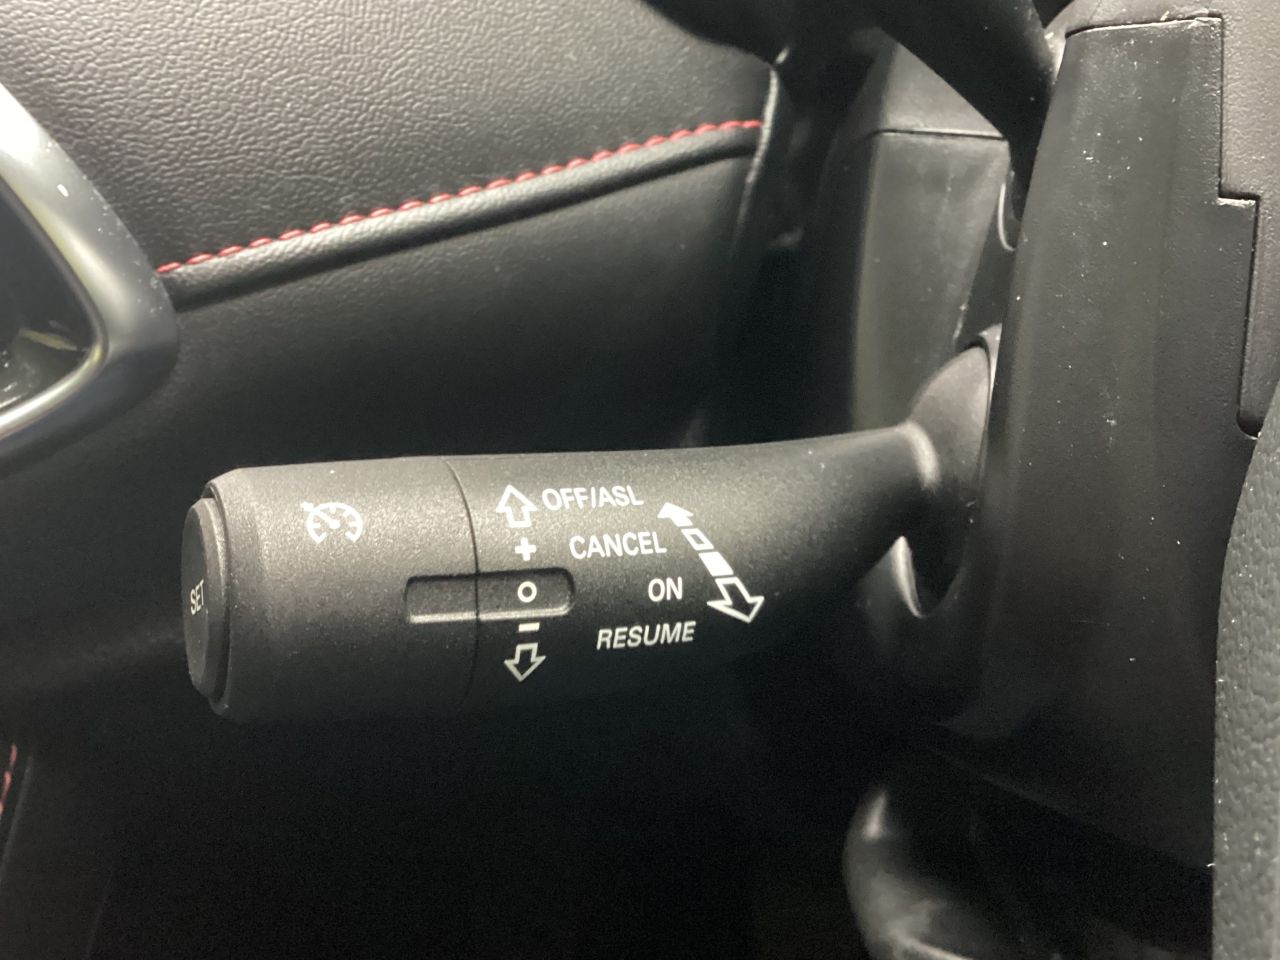 SET
OFF/ASL
+ CANCEL
O ON
- RESUME